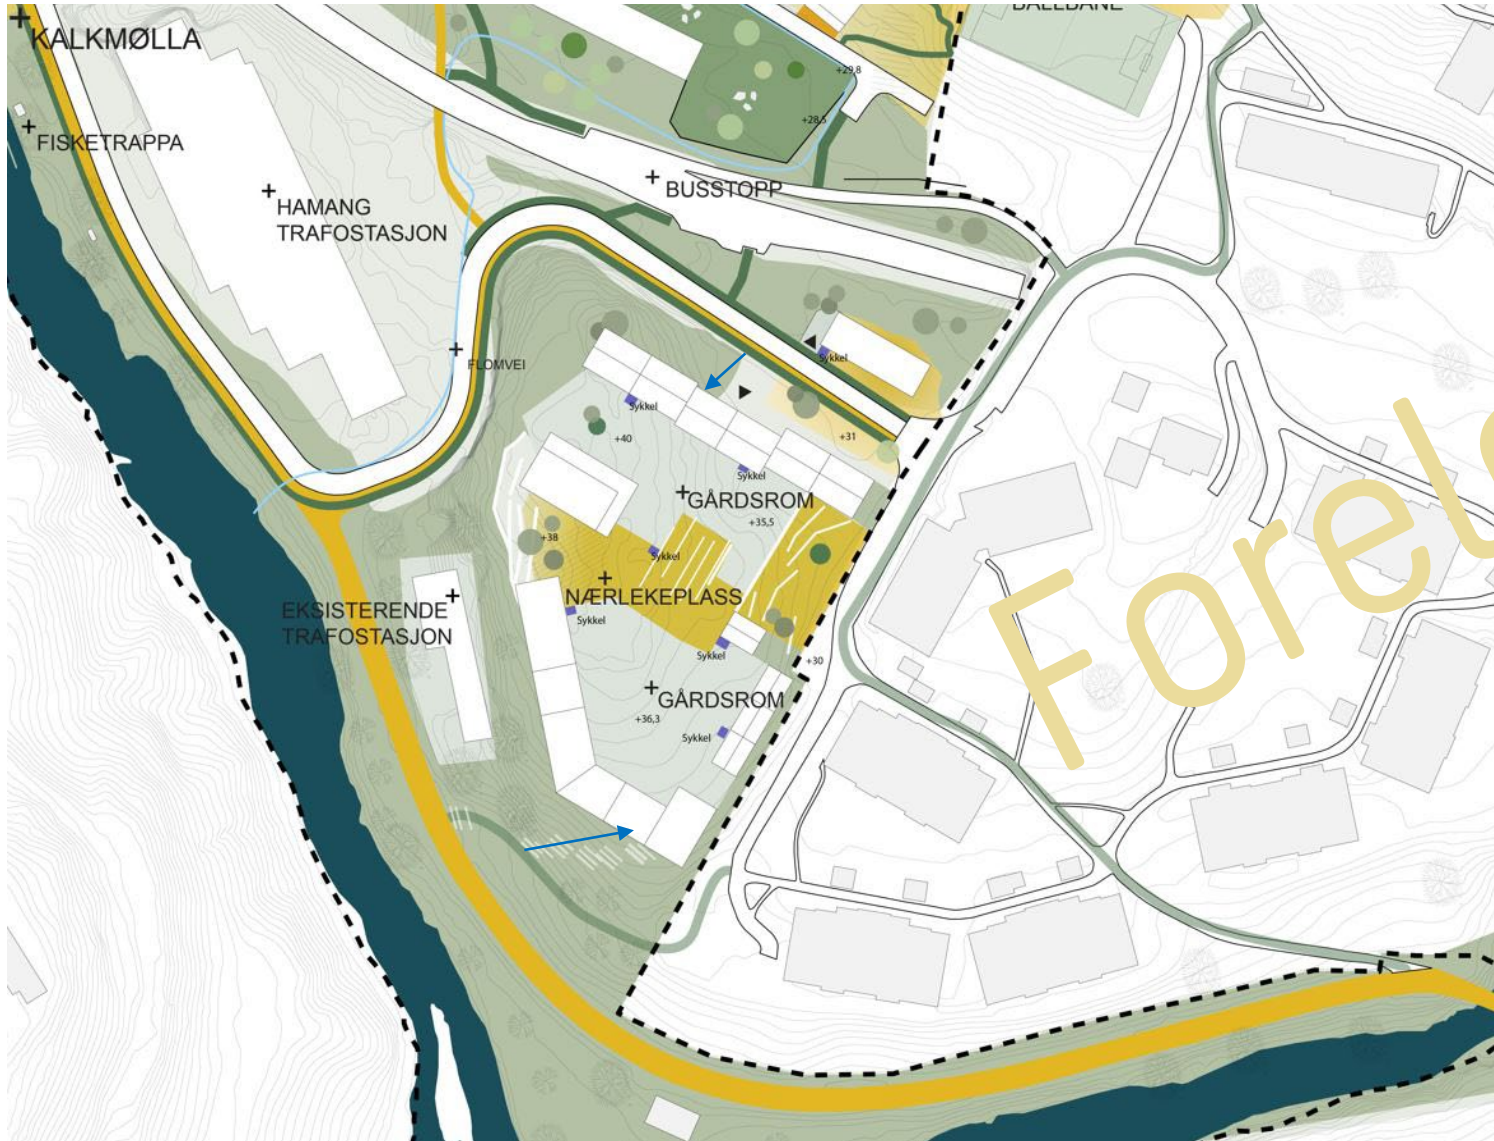 BALLBANE
KALKMØLLA
+29,8
+28,5
FISKETRAPPA
BUSSTOPP
HAMANG
TRAFOSTASJON
FLOMVEI
Sykkel
Sykkel
+40
+31
Sykkel
GÅRDSROM
+35,5
+38
Sykkel
NÆRLEKEPLASS
EKSISTERENDE
TRAFOSTASJON
Sykkel
Sykkel
+30
GÅRDSROM
+36,3
Sykkel
Forel